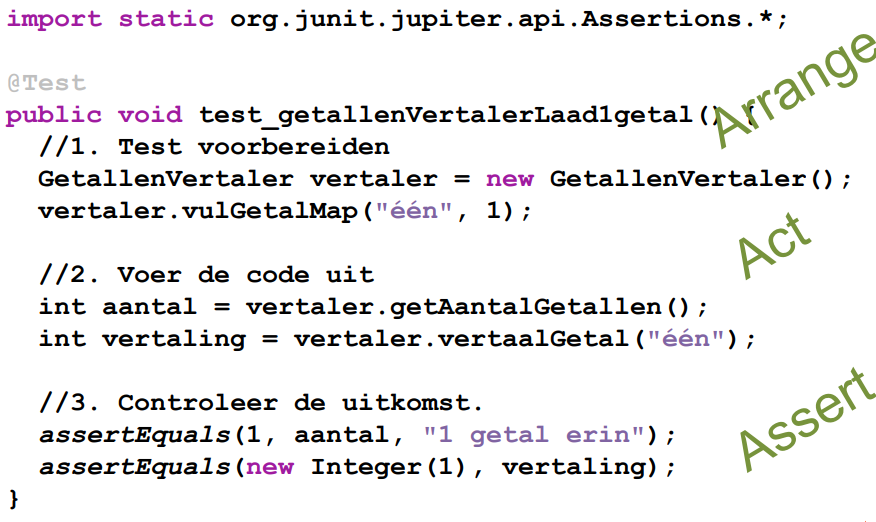 import static org.junit.jupiter.api.Assertions.*;
@Test
public void test_getallenVertalerLaad1getal() {
Arrange
//1. Test voorbereiden
GetallenVertaler vertaler = new GetallenVertaler();
vertaler.vulGetalMap("één", 1);
Act
//2. Voer de code uit
int aantal = vertaler.getAantalGetallen();
int vertaling = vertaler.vertaalGetal("één");
//3. Controleer de uitkomst.
Assert
assertEquals(1, aantal, "1 getal erin");
assertEquals(new Integer(1), vertaling);
}